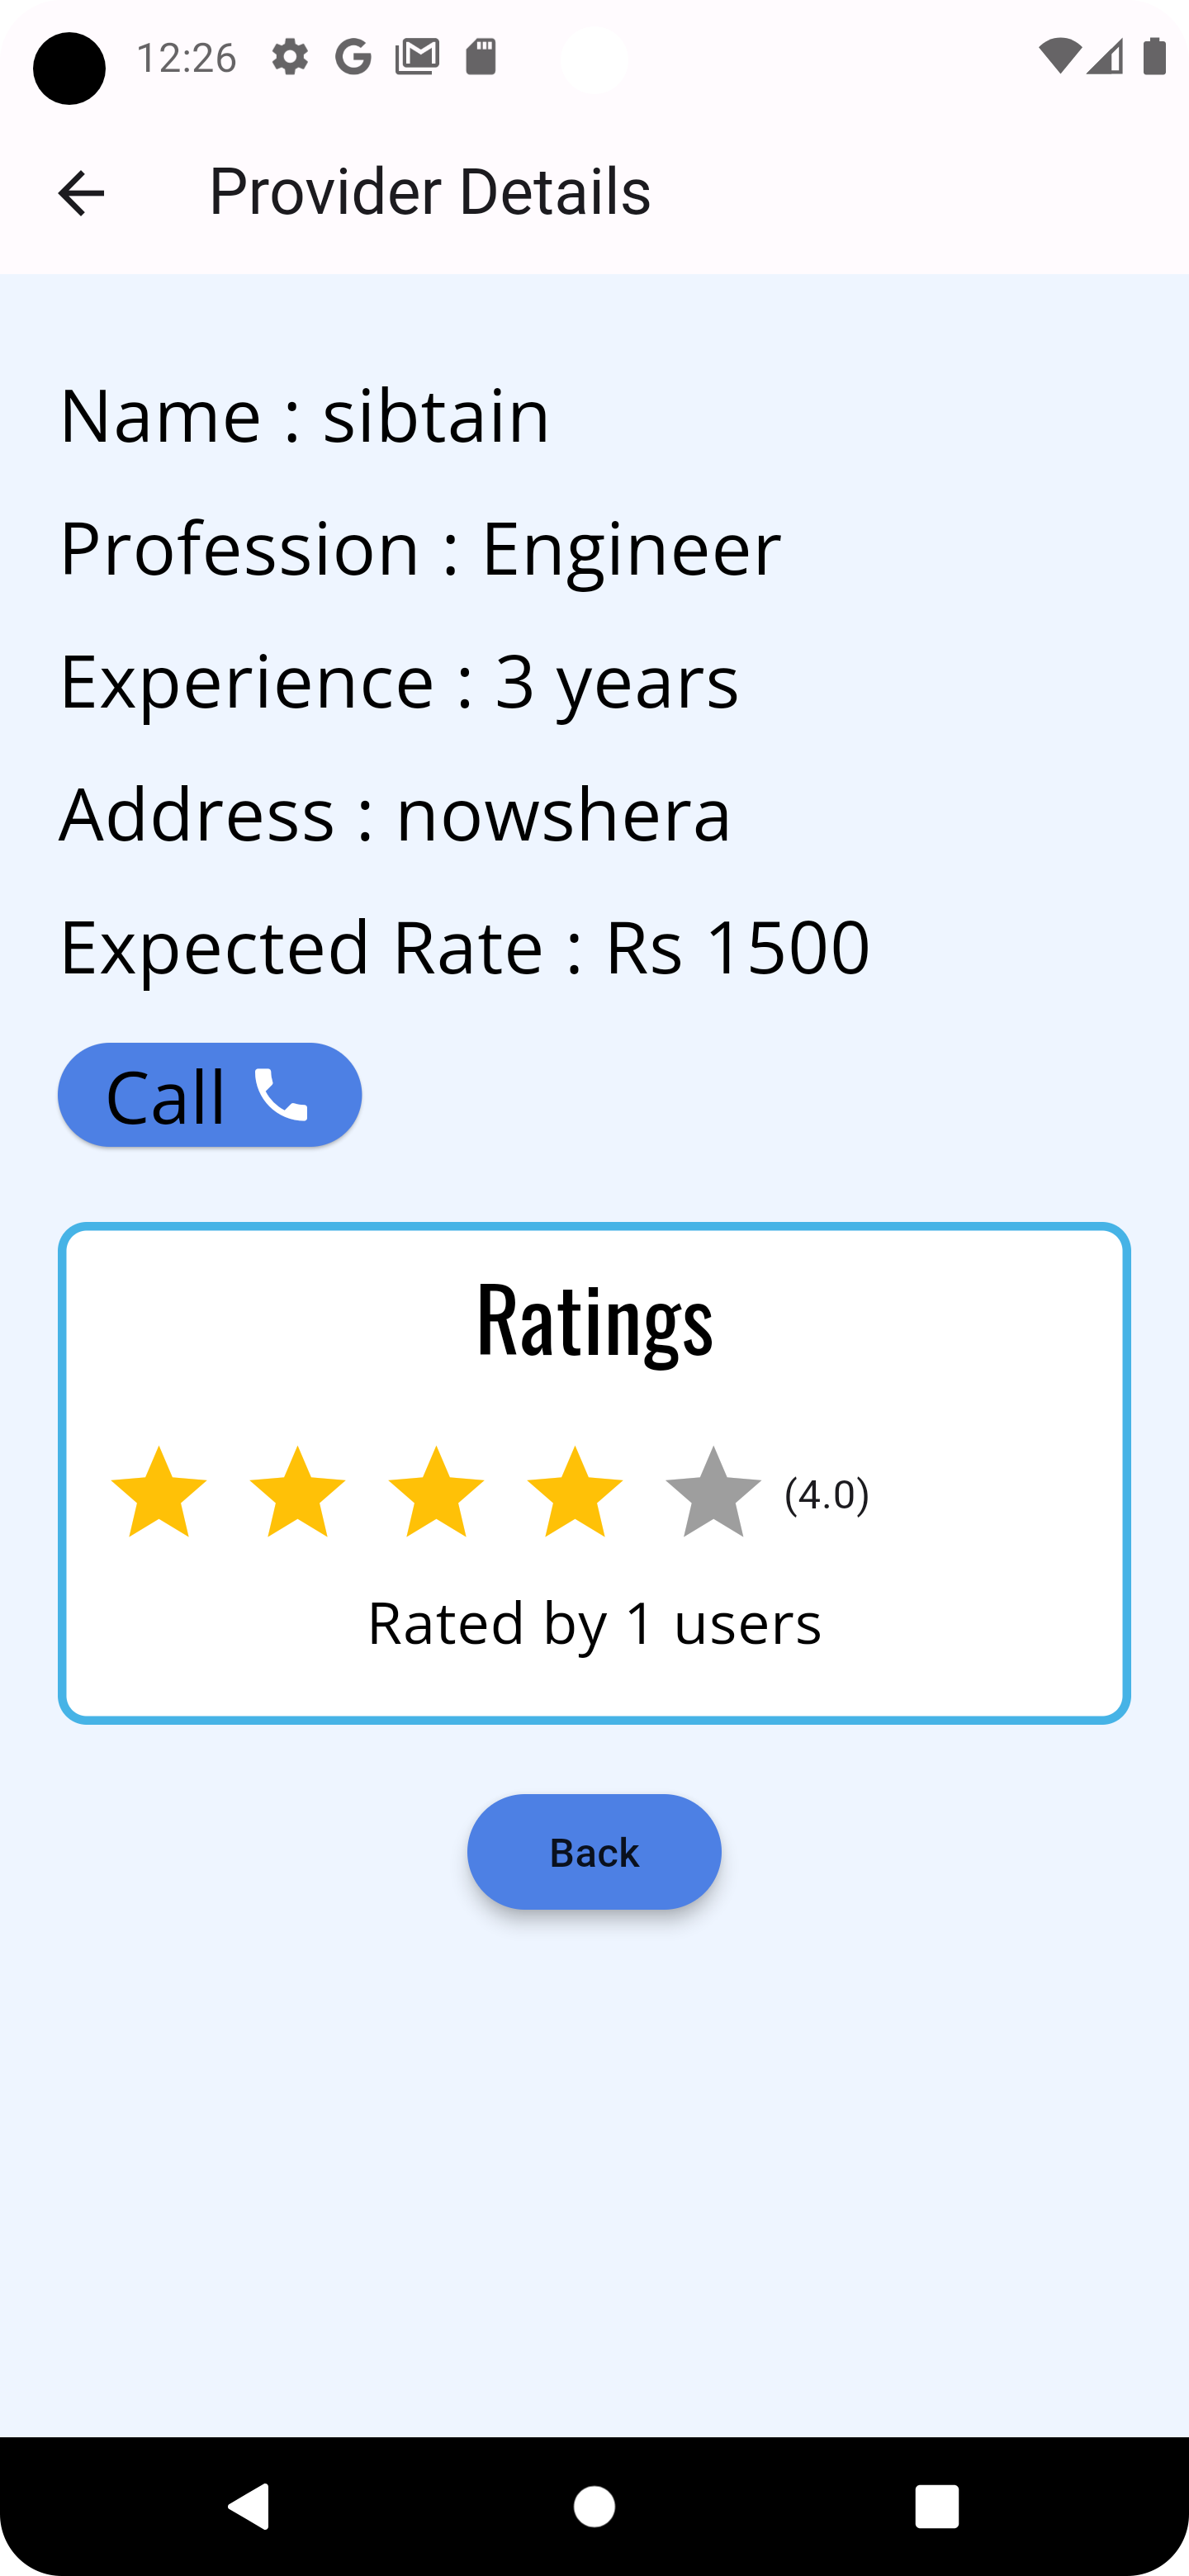 12:26
Provider Details
Name : sibtain
Profession : Engineer
Experience : 3 years
Address : nowshera
Expected Rate : Rs 1500
Call
Ratings
(4.0)
Rated by 1 users
Back